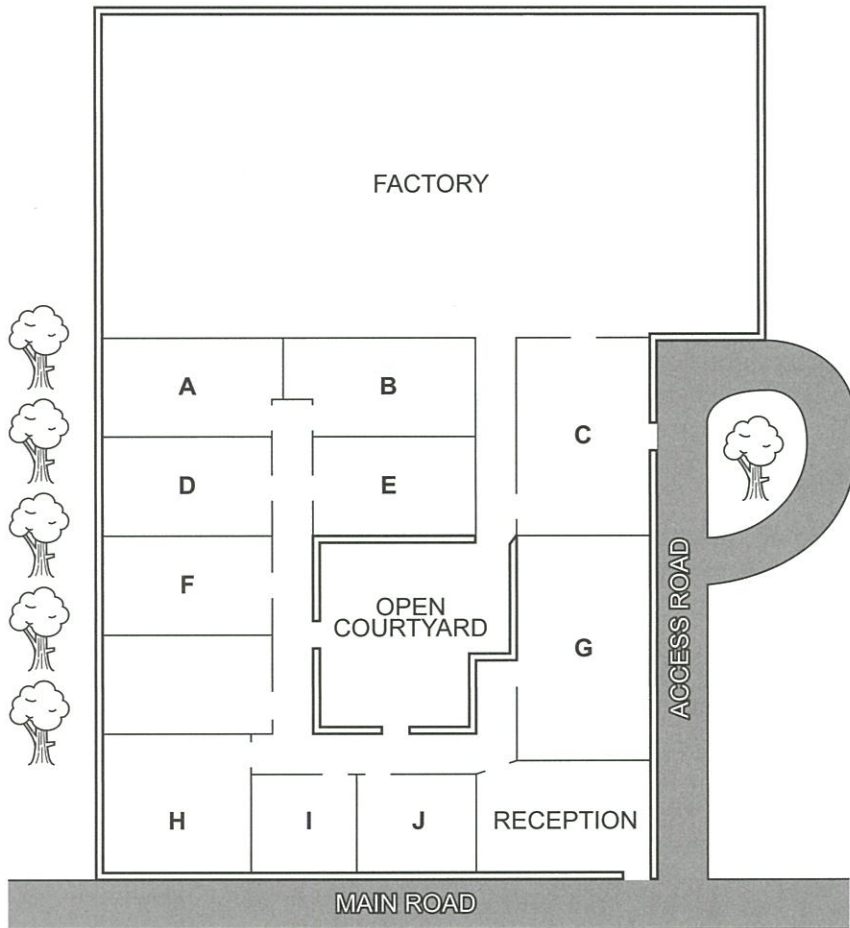 FACTORY
A
B
C
D
E
F
OPEN
COURTYARD
G
ACCESS ROAD
H
I
J
RECEPTION
MAIN ROAD